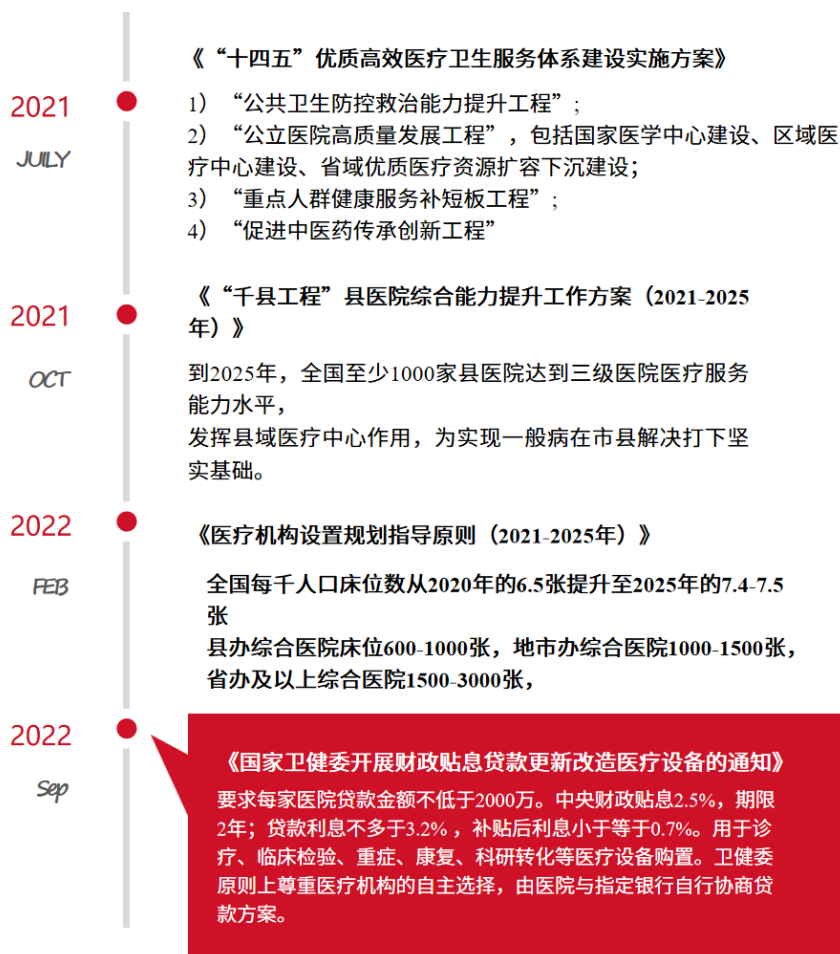 《“十四五”优质高效医疗卫生服务体系建设实施方案》
2021
JUILY
1）“公共卫生防控救治能力提升工程”;
2）“公立医院高质量发展工程”，包括国家医学中心建设、区域医
疗中心建设、省域优质医疗资源扩容下沉建设；
3）“重点人群健康服务补短板工程”;
4）“促进中医药传承创新工程”
2021
OCT
《“千县工程”县医院综合能力提升工作方案（2021-2025
年）》
到2025年，全国至少1000家县医院达到三级医院医疗服务
能力水平，
发挥县域医疗中心作用，为实现一般病在市县解决打下坚
实基础。
2022
FEB
《医疗机构设置规划指导原则（2021-2025年）》
全国每千人口床位数从2020年的6.5张提升至2025年的7.4-7.5
张
县办综合医院床位600-1000张，地市办综合医院1000-1500张，
省办及以上综合医院1500-3000张，
2022
Sep
《国家卫健委开展财政贴息贷款更新改造医疗设备的通知》
要求每家医院贷款金额不低于2000万。中央财政贴息2.5%，期限
2年；贷款利息不多于3.2%，补贴后利息小于等于0.7%。用于诊
疗、临床检验、重症、康复、科研转化等医疗设备购置。卫健委
原则上尊重医疗机构的自主选择，由医院与指定银行自行协商贷
款方案。